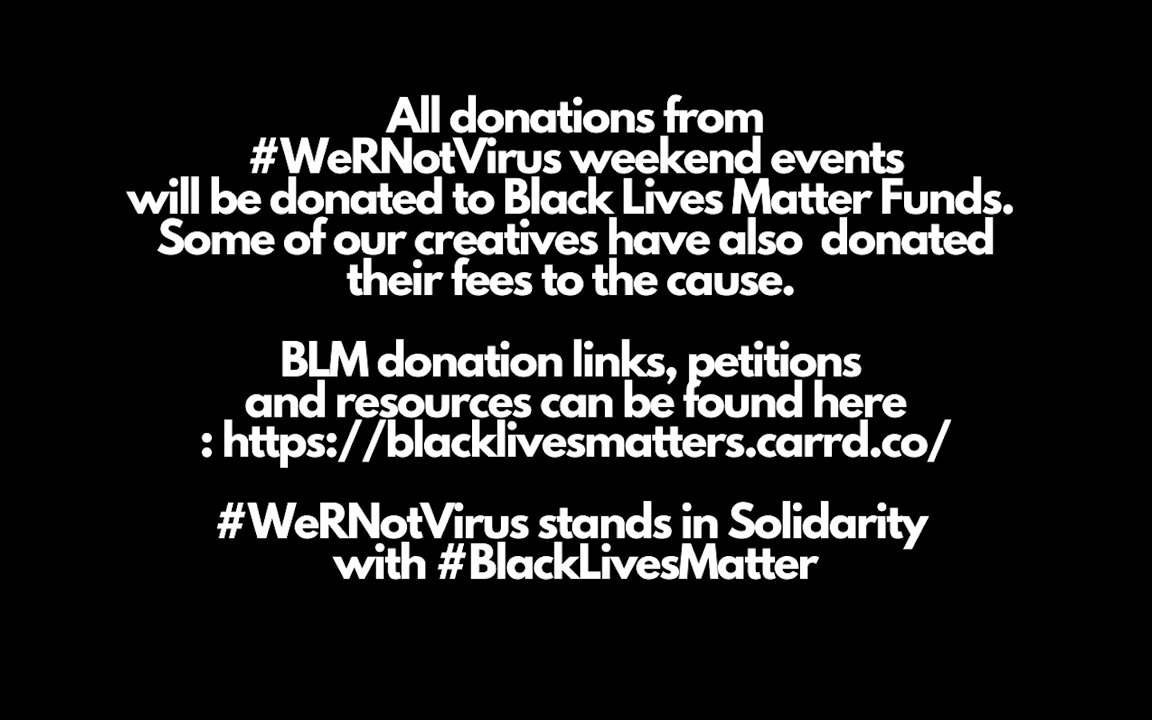 All donations from
#WeRNotVirus weekend events
will be donated to Black Lives Matter Funds.
Some of our creatives have also  donated
their fees to the cause.
BLM donation links, petitions
and resources can be found here
: https://blacklivesmatters.carrd.co/
#WeRNotVirus stands in Solidarity
with #BlackLivesMatter